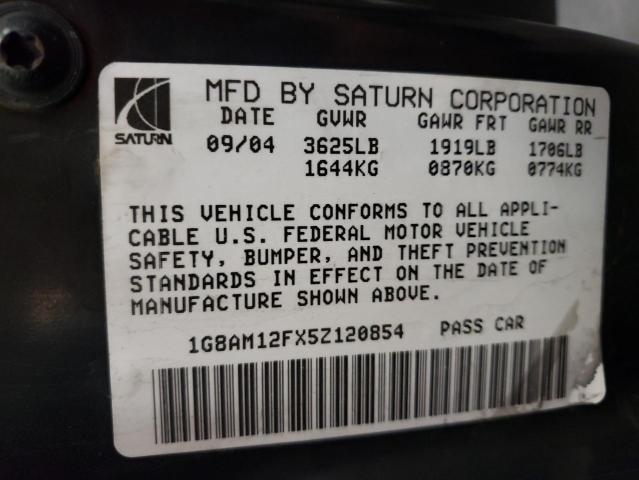 MFD BY SATURN CORPORATION
SATURN
DATE GVWR GAWR FRT GAWR RR
09/04 3625LB 1919LB 1706LB
1644KG 0870KG 0774KG
THIS VEHICLE CONFORMS TO ALL APPLI-
CABLE U.S. FEDERAL MOTOR VEHICLE
SAFETY, BUMPER, AND THEFT PREVENTION
STANDARDS IN EFFECT ON THE DATE OF
MANUFACTURE SHOWN ABOVE.
1G8AM12FX5Z120854 PASS CAR